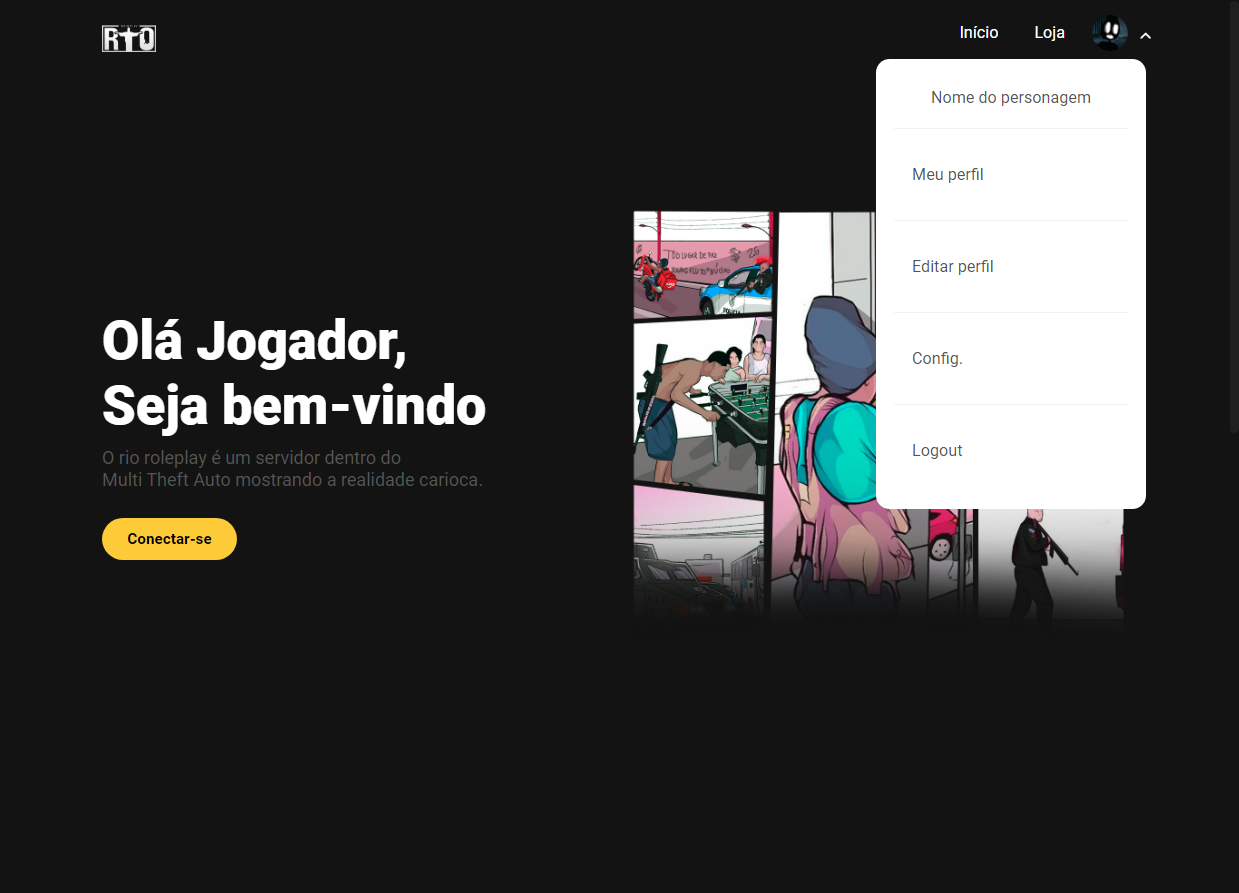 RIO
Início
Loja
Nome do personagem
Meu perfil
Editar perfil
Config.
Logout
Olá Jogador,
Seja bem-vindo
O rio roleplay é um servidor dentro do
Multi Theft Auto mostrando a realidade carioca.
Conectar-se